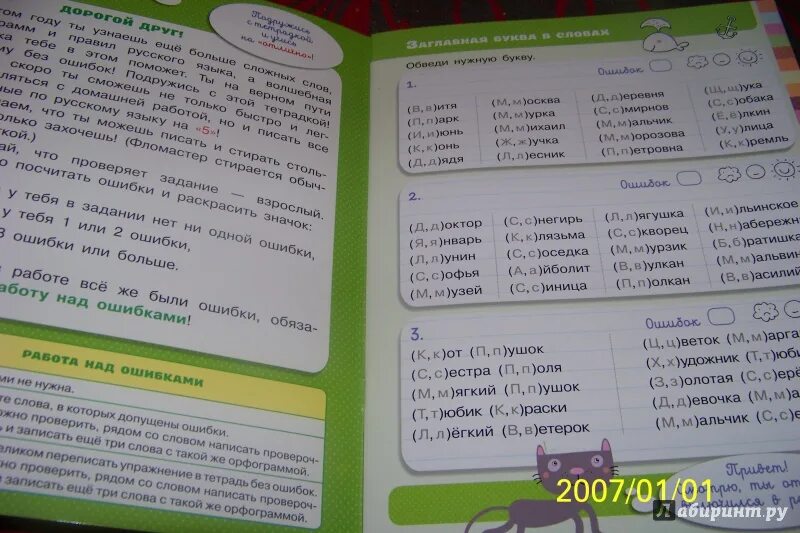 ДОРОГОЙ ДРУГ!
том году ты узнаешь ещё больше сложных слов,
и правил русского языка, а волшебная
тебе в этом поможет. Ты на верном пути
без ошибок! Подружись с этой тетрадкой!
скоро ты сможешь не только быстро и лег-
с домашней работой, но и писать все
по русскому языку на «5»!
что ты можешь писать и стирать столь-
захочешь! (Фломастер стирается обыч-
что проверяет задание — взрослый.
посчитать ошибки и раскрасить значок:
у тебя в задании нет ни одной ошибки,
у тебя 1 или 2 ошибки,
3 ошибки или больше.
работе всё же были ошибки, обяза-
работу над ошибками!
Подружись
с тетрадкой
и учись
на «отлично»!
РАБОТА НАД ОШИБКАМИ
не нужна.
слова, в которых допущены ошибки.
проверить, рядом со словом написать провероч-
и записать ещё три слова с такой же орфограммой.
переписать упражнение в тетрадь без ошибок.
проверить, рядом со словом написать провероч-
записать ещё три слова с такой же орфограммой.
ЗАГЛАВНАЯ БУКВА В СЛОВАХ
Обведи нужную букву.
Ошибок
1.
(В,в)итя (М,м)осква (Д,д)еревня (Щ,щ)ука
(П,п)арк (М,м)урка (С,с)мирнов (С,с)обака
(И,и)юнь (М,м)ихаил (М,м)альчик (Ё,ё)лкин
(К,к)онь (Ж,ж)учка (М,м)орозова (У,у)лица
(Д,д)ядя (Л,л)есник (П,п)етровна (К,к)ремль
Ошибок
2.
(Д,д)октор (С,с)негирь (Л,л)ягушка (И,и)льинское
(Я,я)нварь (К,к)лязьма (С,с)кворец (Н,н)абережн
(Л,л)унин (С,с)оседка (М,м)урзик (Б,б)ратишка
(С,с)офья (А,а)йболит (В,в)улкан (М,м)альвин
(М,м)узей (С,с)иница (П,п)олкан (В,в)асилий
Ошибок
3.
(К,к)от (П,п)ушок (Ц,ц)веток (М,м)арга
(С,с)естра (П,п)оля (Х,х)удожник (Т,т)юб
(М,м)ягкий (П,п)ушок (З,з)олотая (С,с)ерё
(Т,т)юбик (К,к)раски (Д,д)евочка (М,м)а
(Л,л)ёгкий (В,в)етерок (М,м)альчик (С,с)е
Привет!
ты
2007/01/01
Лабиринт.ру